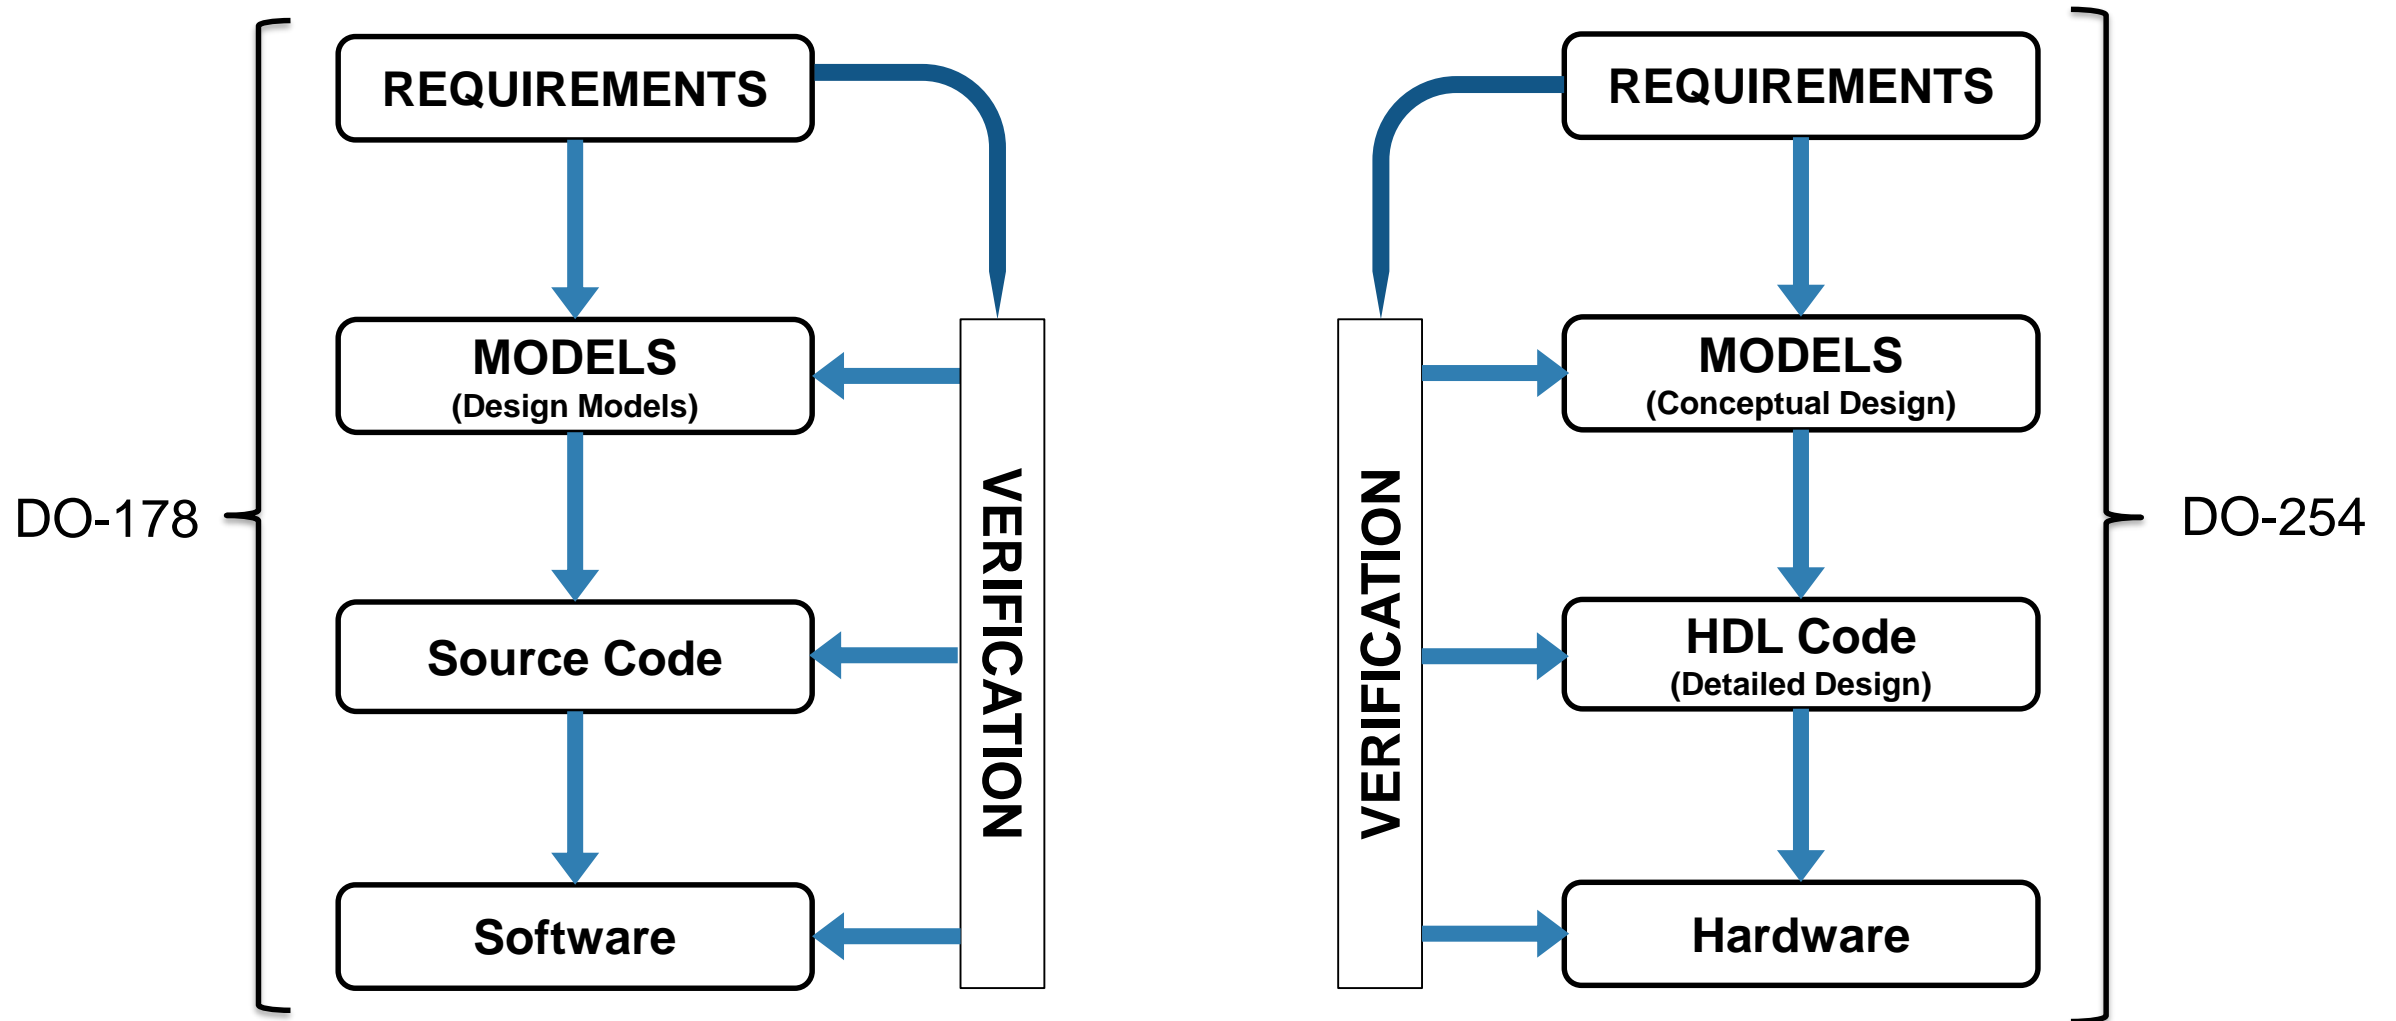 DO-178
REQUIREMENTS
MODELS
(Design Models)
Source Code
Software
VERIFICATION
VERIFICATION
REQUIREMENTS
MODELS
(Conceptual Design)
HDL Code
(Detailed Design)
Hardware
DO-254